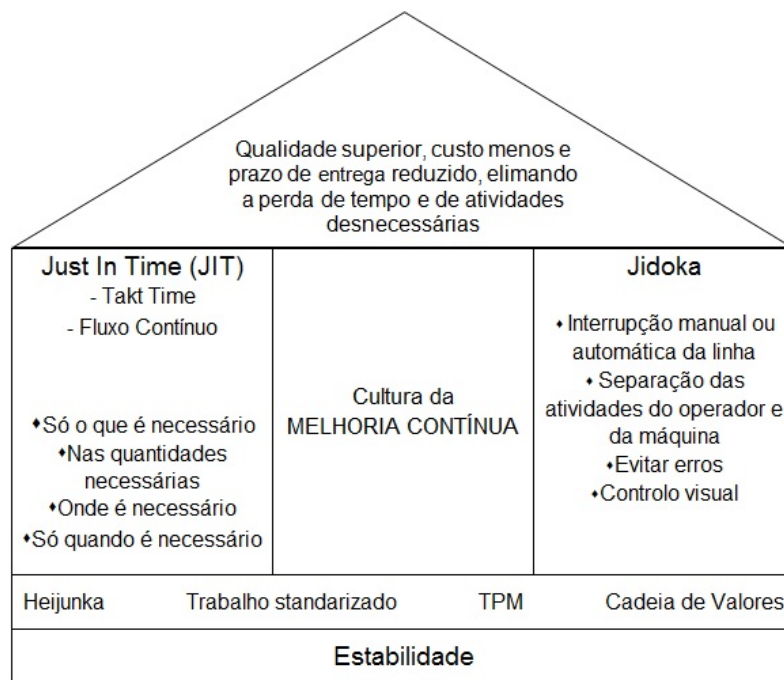 Qualidade superior, custo menos e
prazo de entrega reduzido, elimando
a perda de tempo e de atividades
desnecessárias
Just In Time (JIT)
- Takt Time
- Fluxo Contínuo
♦Só o que é necessário
♦Nas quantidades
necessárias
♦Onde é necessário
♦Só quando é necessário
Cultura da
MELHORIA CONTÍNUA
Jidoka
♦Interrupção manual ou
automática da linha
♦ Separação das
atividades do operador e
da máquina
♦Evitar erros
♦Controlo visual
Heijunka Trabalho standarizado TPM Cadeia de Valores
Estabilidade